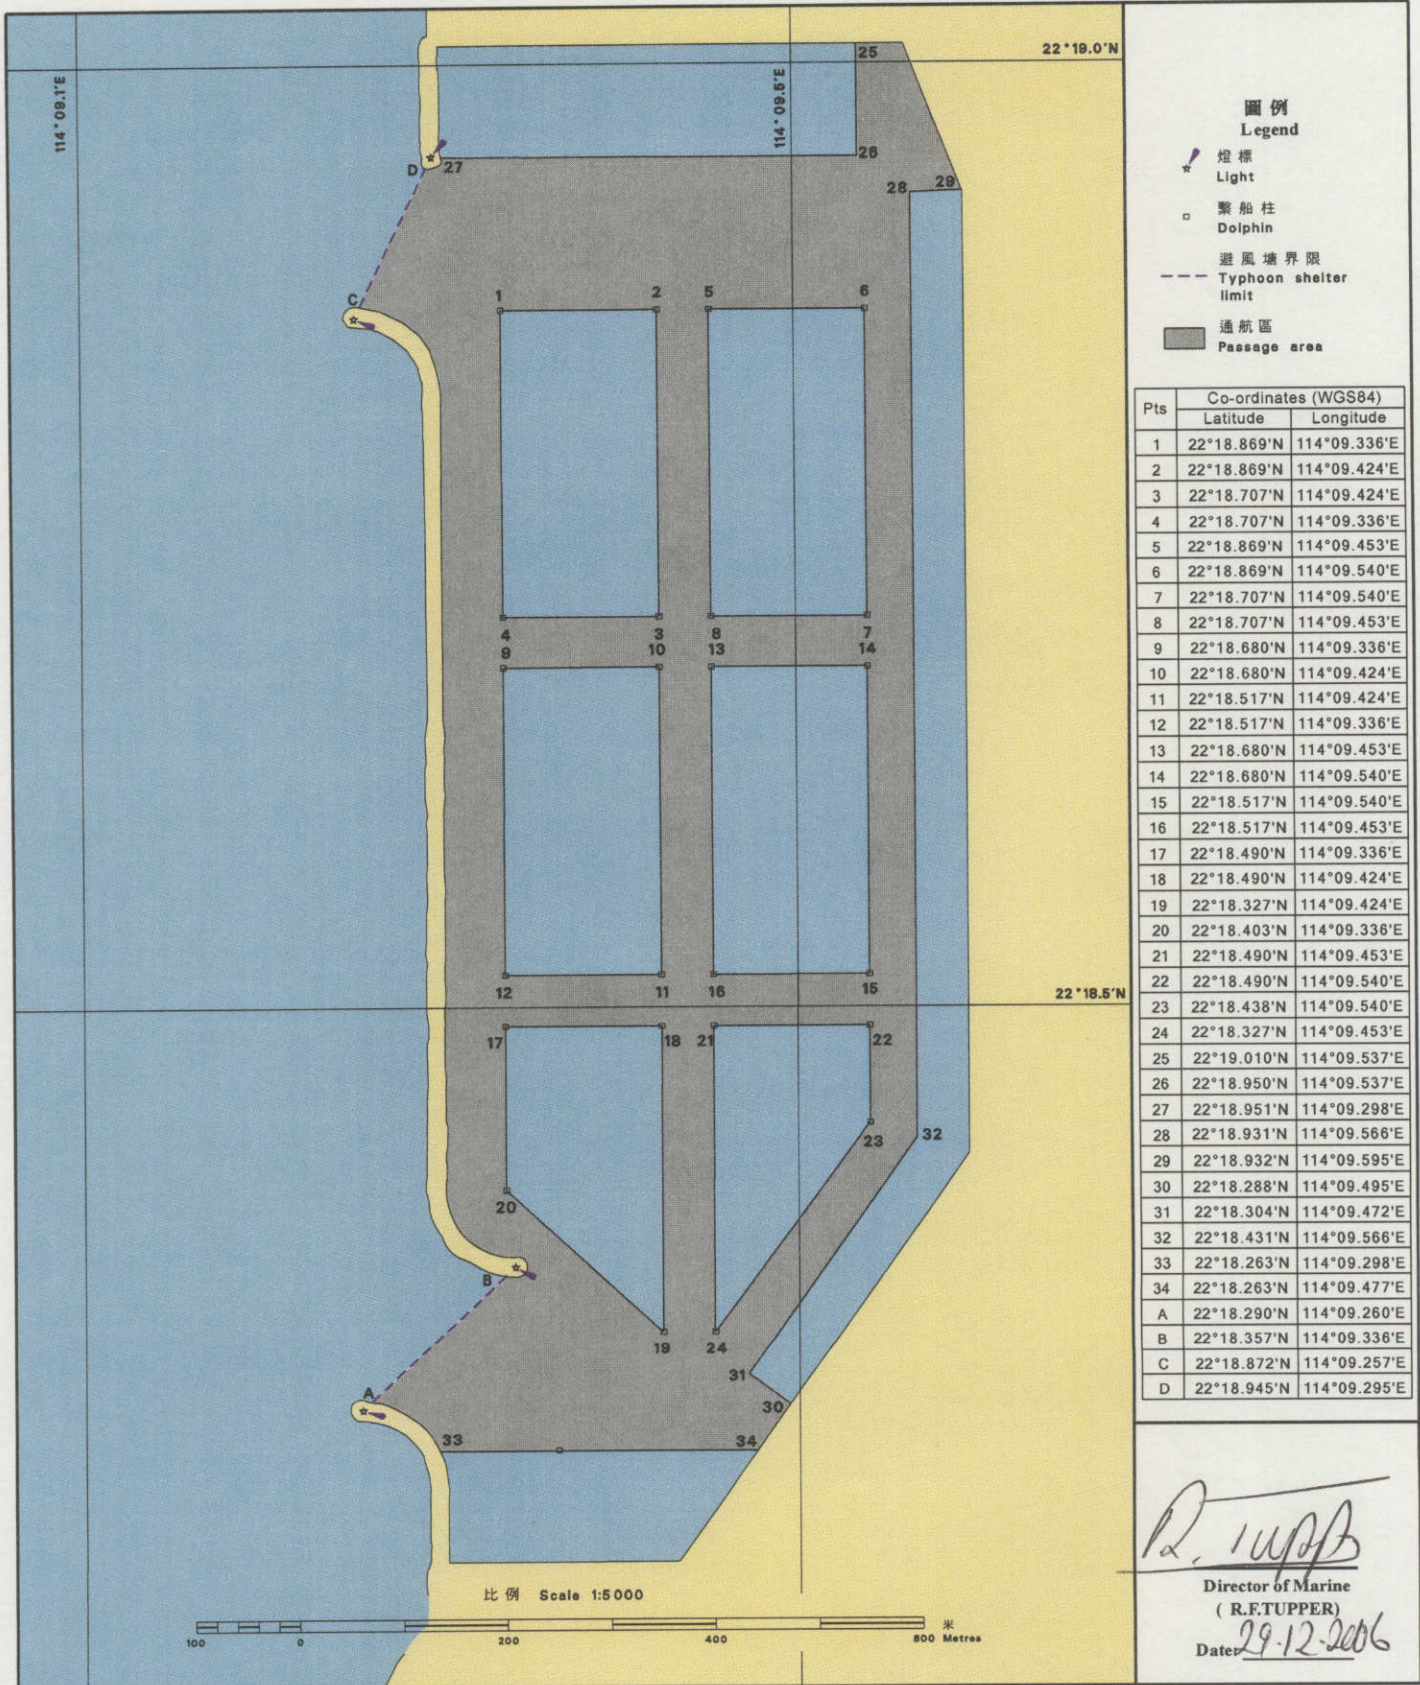 22°19.0'N
114°09.1'E
114°09.5'E
25
26
27
D
28
29
C
1
2
5
6
4
3
8
7
9
10
13
14
22°18.5'N
12
11
16
15
17
18
21
22
23
32
20
B
19
24
31
30
A
33
34
比例 Scale 1:5000
100
0
200
400
600
米
Metres
圖例
Legend
燈標
Light
繫船柱
Dolphin
避風塘界限
Typhoon shelter
limit
通航區
Passage area
Pts Co-ordinates (WGS84)
Latitude Longitude
1 22°18.869'N 114°09.336'E
2 22°18.869'N 114°09.424'E
3 22°18.707'N 114°09.424'E
4 22°18.707'N 114°09.336'E
5 22°18.869'N 114°09.453'E
6 22°18.869'N 114°09.540'E
7 22°18.707'N 114°09.540'E
8 22°18.707'N 114°09.453'E
9 22°18.680'N 114°09.336'E
10 22°18.680'N 114°09.424'E
11 22°18.517'N 114°09.424'E
12 22°18.517'N 114°09.336'E
13 22°18.680'N 114°09.453'E
14 22°18.680'N 114°09.540'E
15 22°18.517'N 114°09.540'E
16 22°18.517'N 114°09.453'E
17 22°18.490'N 114°09.336'E
18 22°18.490'N 114°09.424'E
19 22°18.327'N 114°09.424'E
20 22°18.403'N 114°09.336'E
21 22°18.490'N 114°09.453'E
22 22°18.490'N 114°09.540'E
23 22°18.438'N 114°09.540'E
24 22°18.327'N 114°09.453'E
25 22°19.010'N 114°09.537'E
26 22°18.950'N 114°09.537'E
27 22°18.951'N 114°09.298'E
28 22°18.931'N 114°09.566'E
29 22°18.932'N 114°09.595'E
30 22°18.288'N 114°09.495'E
31 22°18.304'N 114°09.472'E
32 22°18.431'N 114°09.566'E
33 22°18.263'N 114°09.298'E
34 22°18.263'N 114°09.477'E
A 22°18.290'N 114°09.260'E
B 22°18.357'N 114°09.336'E
C 22°18.872'N 114°09.257'E
D 22°18.945'N 114°09.295'E
Director of Marine
( R.F.TUPPER)
Date: 29.12.2006